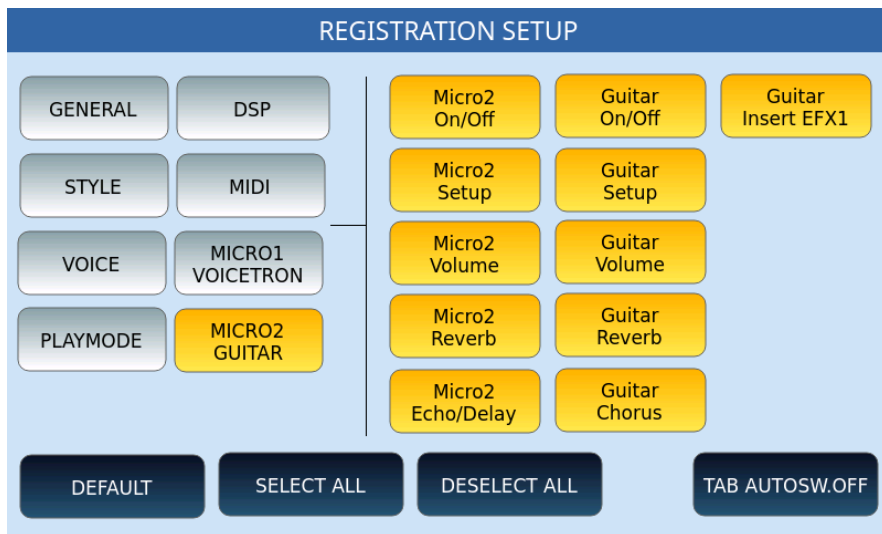 REGISTRATION SETUP
GENERAL
DSP
STYLE
MIDI
VOICE
MICRO1
VOICETRON
PLAYMODE
MICRO2
GUITAR
Micro2
On/Off
Guitar
On/Off
Guitar
Insert EFX1
Micro2
Setup
Guitar
Setup
Micro2
Volume
Guitar
Volume
Micro2
Reverb
Guitar
Reverb
Micro2
Echo/Delay
Guitar
Chorus
DEFAULT
SELECT ALL
DESELECT ALL
TAB AUTOSW.OFF